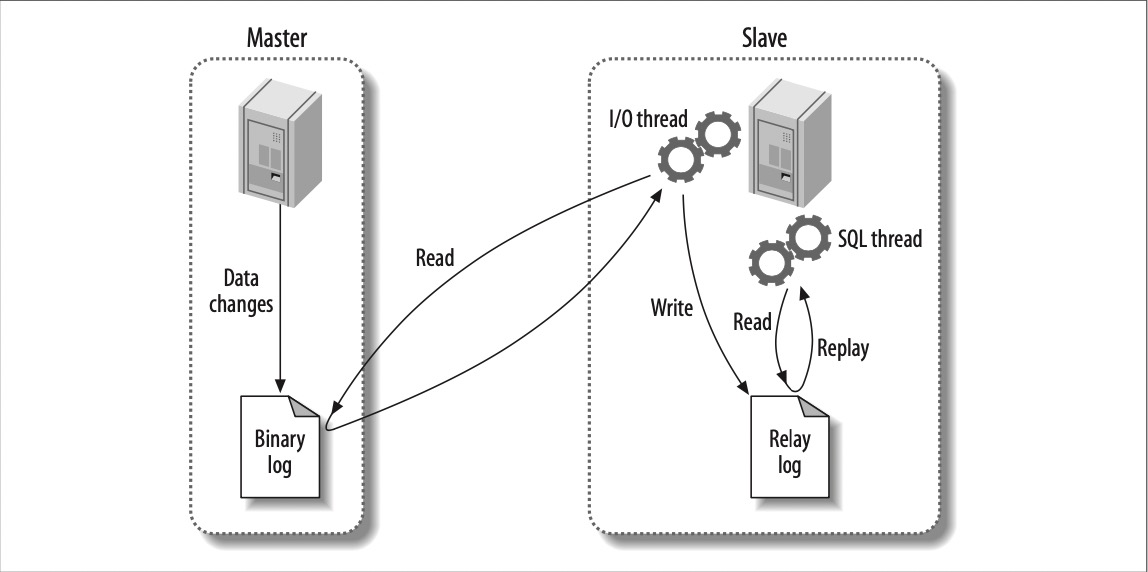 Master
Slave
I/O thread
SQL thread
Read
Data
changes
Write
Read
Replay
Binary
log
Relay
log